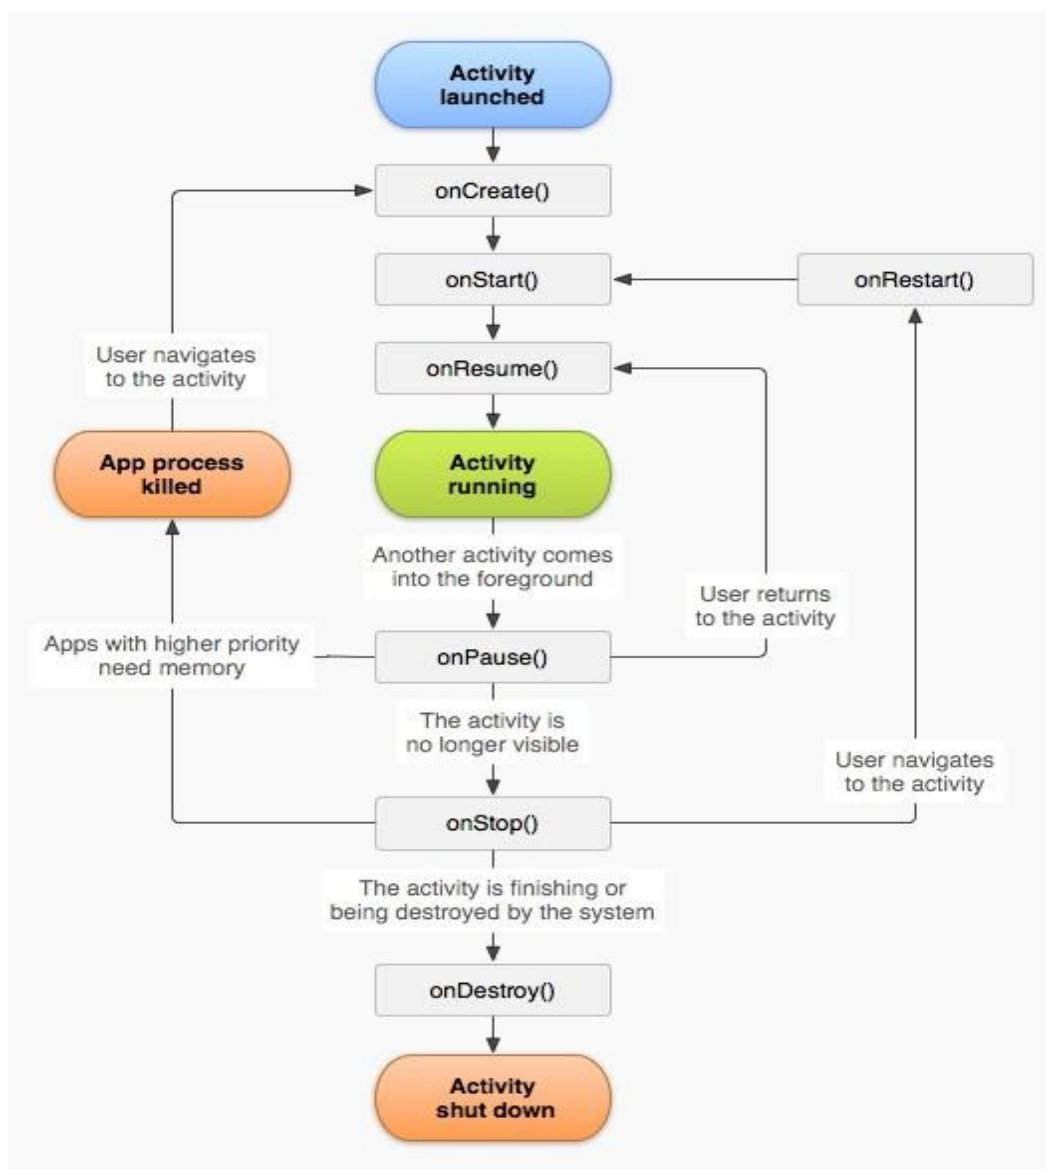 Activity
launched
onCreate()
onStart()
onRestart()
User navigates
to the activity
onResume()
App process
killed
Activity
running
Another activity comes
into the foreground
User returns
to the activity
Apps with higher priority
need memory
onPause()
The activity is
no longer visible
User navigates
to the activity
onStop()
The activity is finishing or
being destroyed by the system
onDestroy()
Activity
shut down